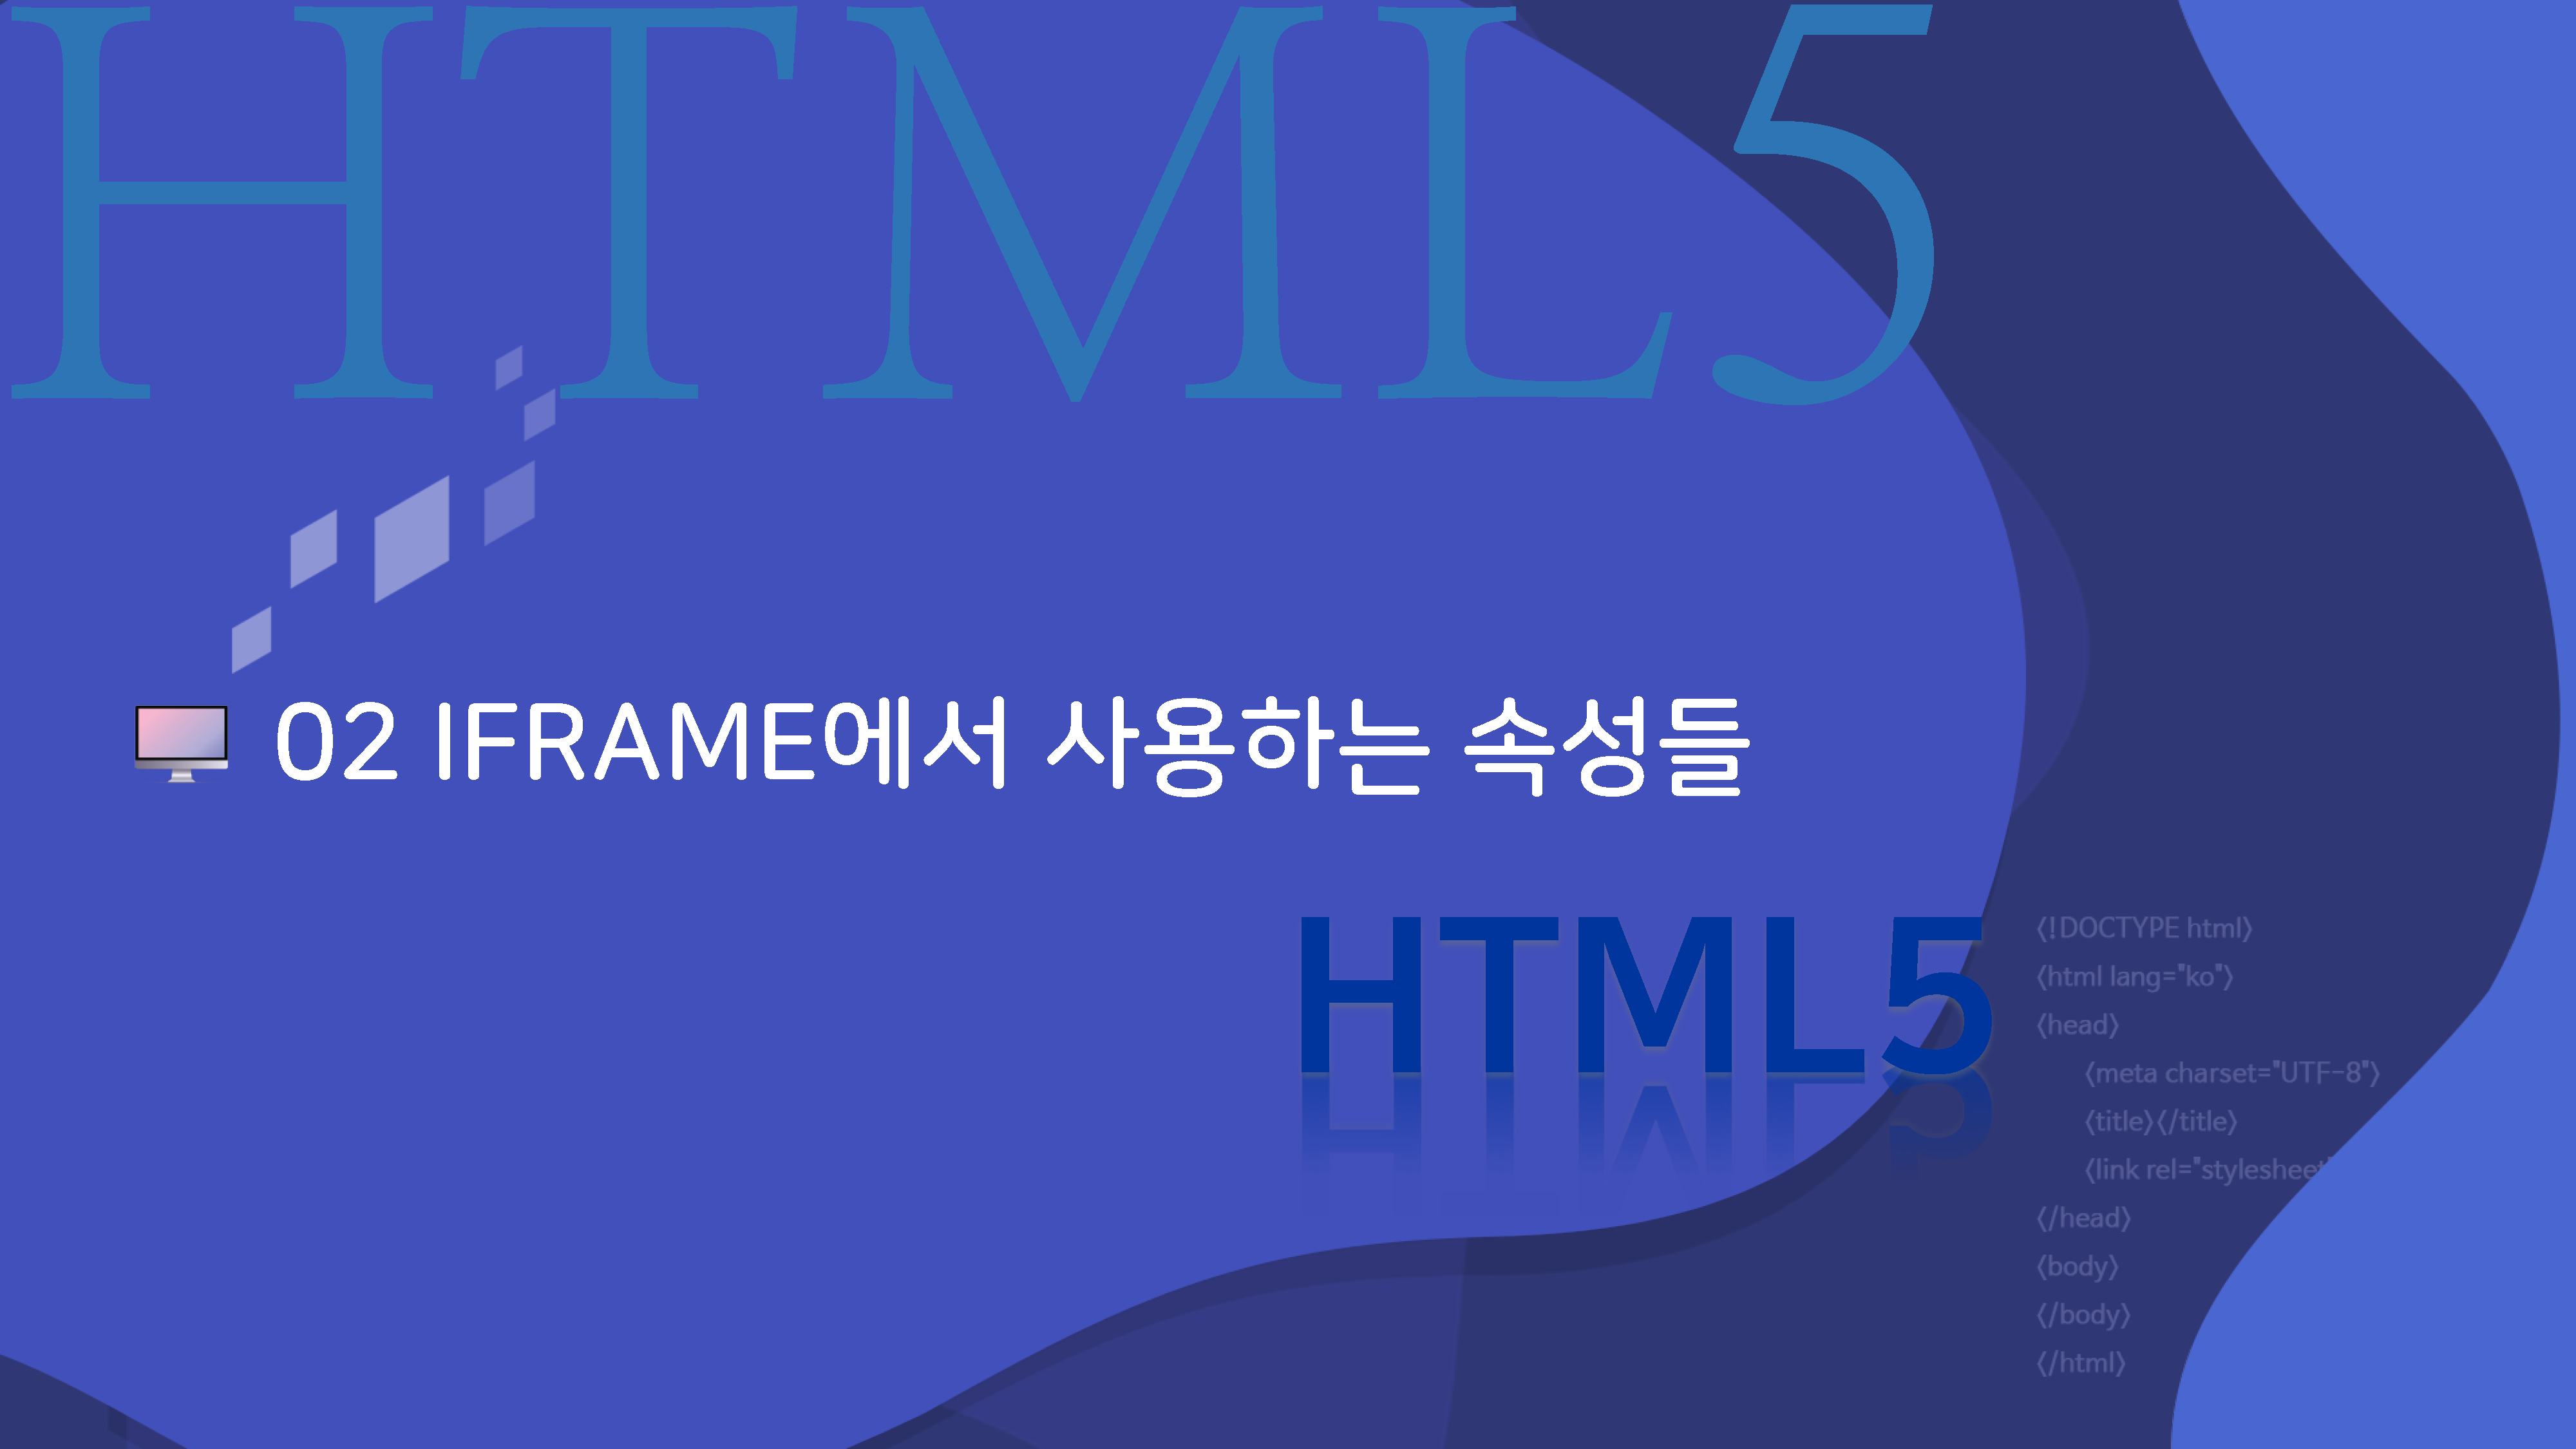 HTML5
02 IFRAME에서 사용하는 속성들
HTML5
<!DOCTYPE html>
<html lang="ko">
<head>
<meta charset="UTF-8">
<title></title>
<link rel="stylesheet"
</head>
<body>
</body>
</html>